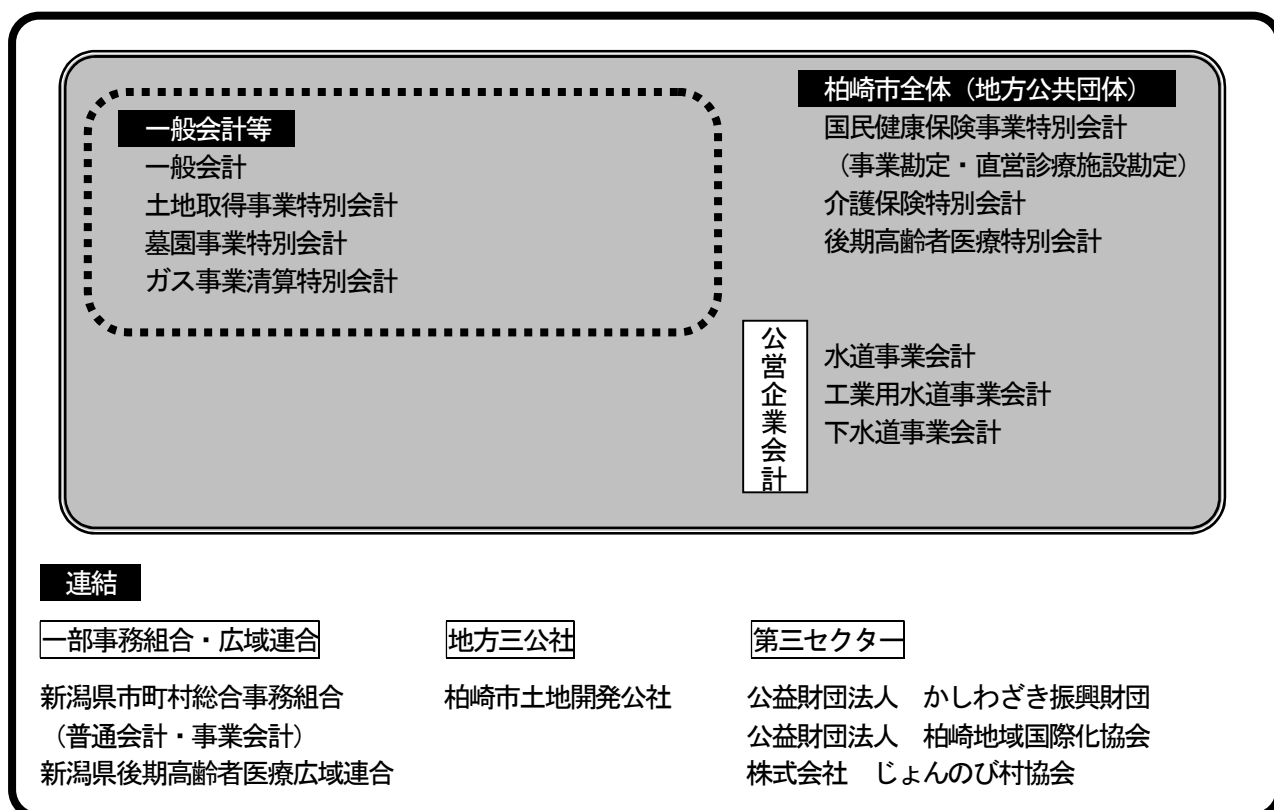 一般会計等
一般会計
土地取得事業特別会計
墓園事業特別会計
ガス事業清算特別会計
柏崎市全体（地方公共団体）
国民健康保険事業特別会計
（事業勘定・直営診療施設勘定）
介護保険特別会計
後期高齢者医療特別会計
公営企業会計
水道事業会計
工業用水道事業会計
下水道事業会計
連結
一部事務組合・広域連合
新潟県市町村総合事務組合
（普通会計・事業会計）
新潟県後期高齢者医療広域連合
地方三公社
柏崎市土地開発公社
第三セクター
公益財団法人　かしわざき振興財団
公益財団法人　柏崎地域国際化協会
株式会社　じょんのび村協会